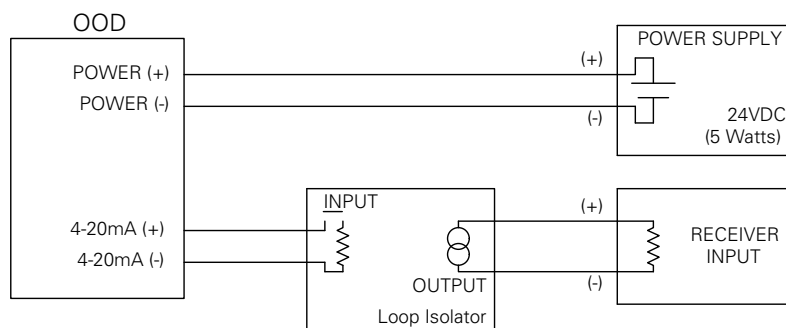 OOD
POWER (+)
POWER (-)
4-20mA (+)
4-20mA (-)
(+)
(-)
POWER SUPPLY
24VDC
(5 Watts)
INPUT
OUTPUT
Loop Isolator
(+)
(-)
RECEIVER
INPUT